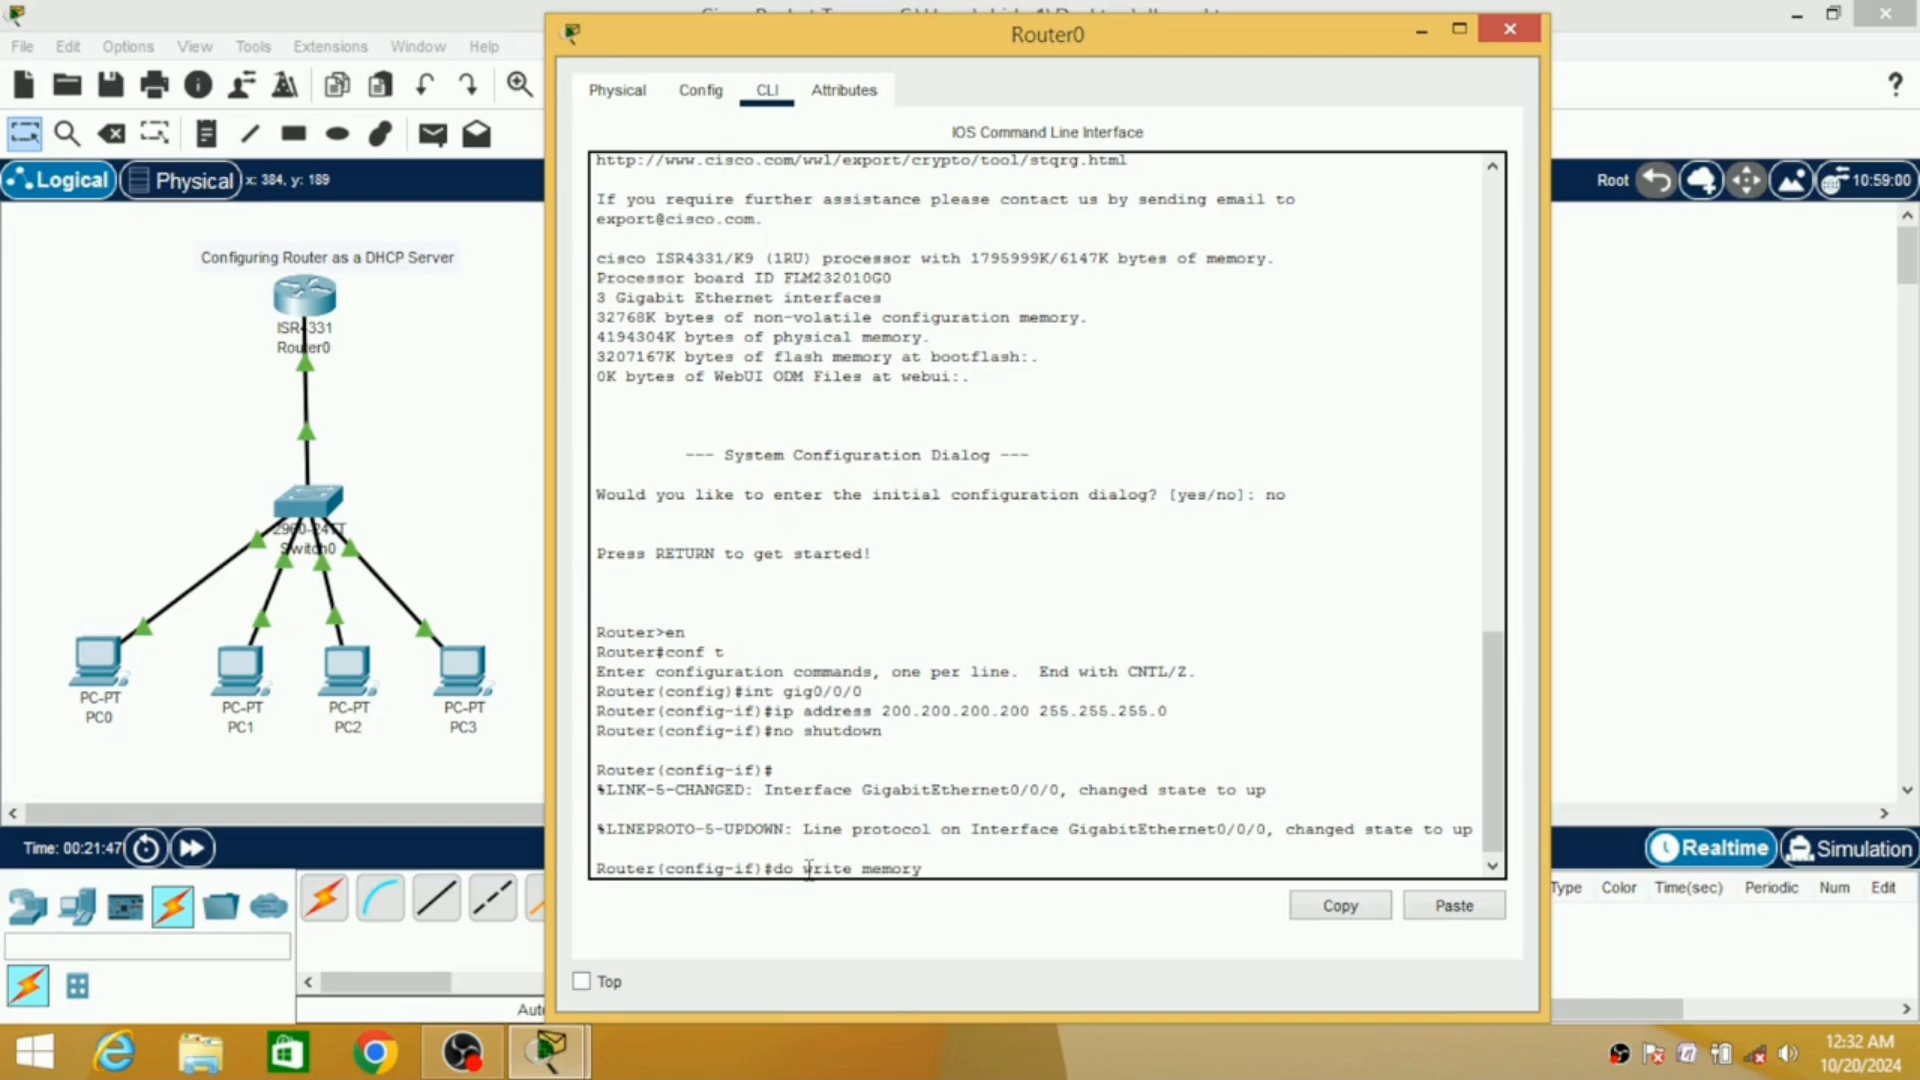 Router0
File Edit Options View Tools Extensions Window Help
Physical Config CLI Attributes
IOS Command Line Interface
Logical Physical x: 384, y: 189
Root 10:59:00
http://www.cisco.com/wwl/export/crypto/tool/stqrg.html
If you require further assistance please contact us by sending email to
export@cisco.com.
cisco ISR4331/K9 (1RU) processor with 1795999K/6147K bytes of memory.
Processor board ID FLM232010G0
3 Gigabit Ethernet interfaces
32768K bytes of non-volatile configuration memory.
4194304K bytes of physical memory.
3207167K bytes of flash memory at bootflash:.
0K bytes of WebUI ODM Files at webui:.
--- System Configuration Dialog ---
Would you like to enter the initial configuration dialog? [yes/no]: no
Press RETURN to get started!
Router>en
Router#conf t
Enter configuration commands, one per line. End with CNTL/Z.
Router(config)#int gig0/0/0
Router(config-if)#ip address 200.200.200.200 255.255.255.0
Router(config-if)#no shutdown
Router(config-if)#
%LINK-5-CHANGED: Interface GigabitEthernet0/0/0, changed state to up
%LINEPROTO-5-UPDOWN: Line protocol on Interface GigabitEthernet0/0/0, changed state to up
Router(config-if)#do write memory
Copy Paste
Top
Configuring Router as a DHCP Server
ISR4331
Router0
2960-24TT
Switch0
PC-PT
PC0
PC-PT
PC1
PC-PT
PC2
PC-PT
PC3
Time: 00:21:47
Realtime Simulation
Type Color Time(sec) Periodic Num Edit
12:32 AM
10/20/2024